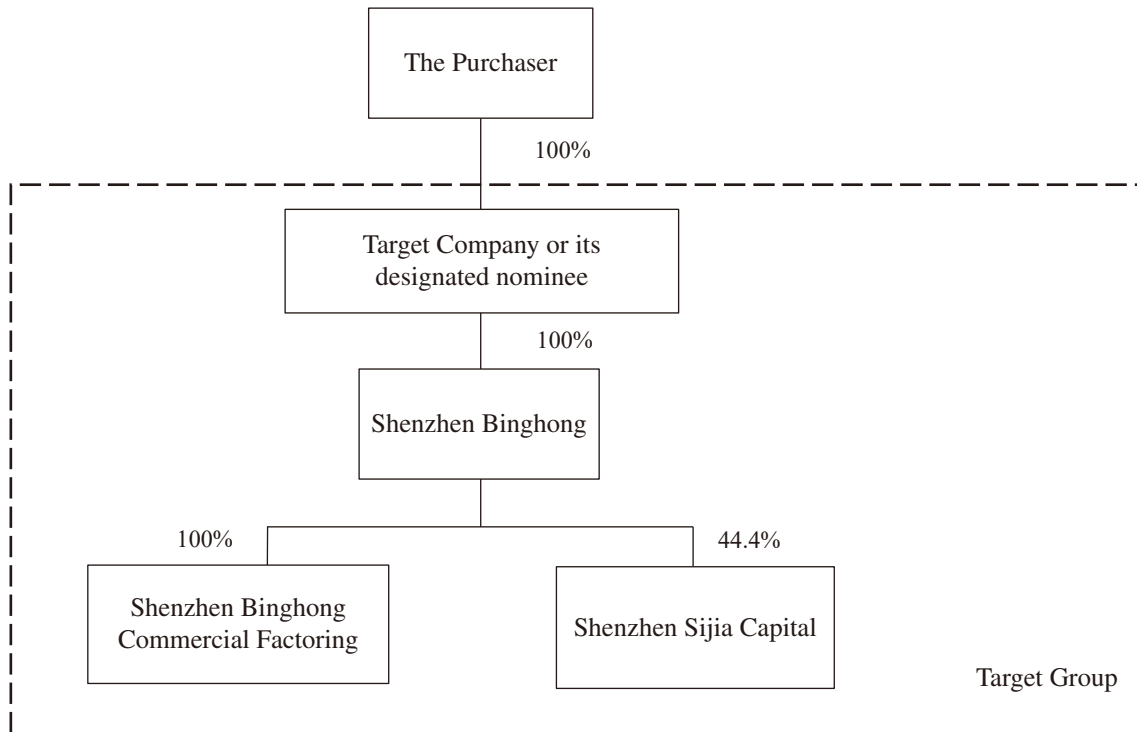 The Purchaser
100%
Target Company or its
designated nominee
100%
Shenzhen Binghong
100%
44.4%
Shenzhen Binghong
Commercial Factoring
Shenzhen Sijia Capital
Target Group